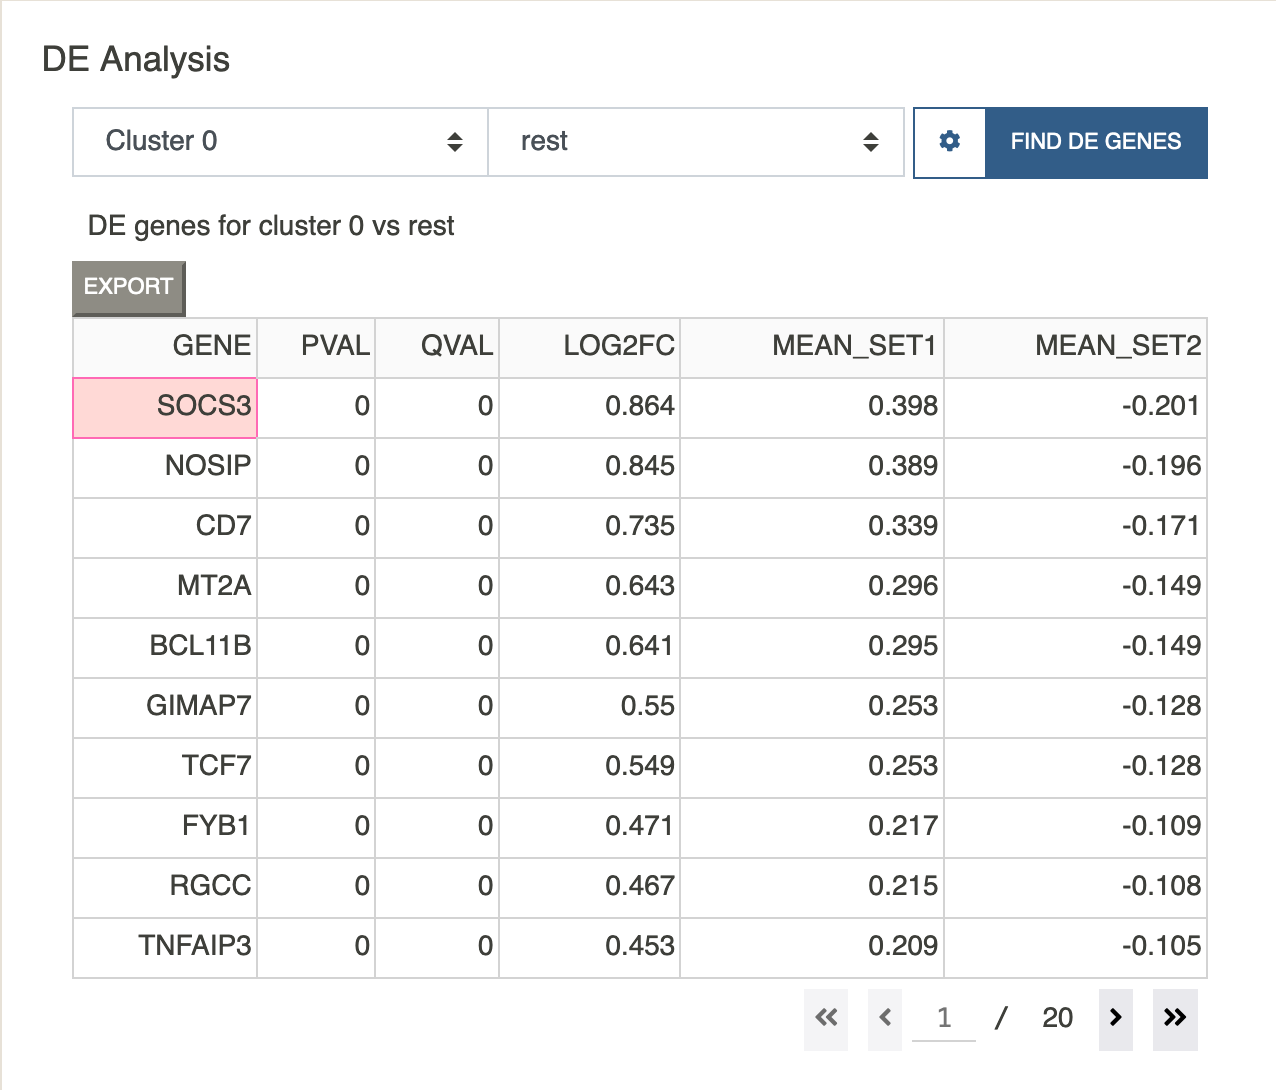 DE Analysis
Cluster 0 rest FIND DE GENES
DE genes for cluster 0 vs rest
EXPORT
GENE PVAL QVAL LOG2FC MEAN_SET1 MEAN_SET2
SOCS3 0 0 0.864 0.398 -0.201
NOSIP 0 0 0.845 0.389 -0.196
CD7 0 0 0.735 0.339 -0.171
MT2A 0 0 0.643 0.296 -0.149
BCL11B 0 0 0.641 0.295 -0.149
GIMAP7 0 0 0.55 0.253 -0.128
TCF7 0 0 0.549 0.253 -0.128
FYB1 0 0 0.471 0.217 -0.109
RGCC 0 0 0.467 0.215 -0.108
TNFAIP3 0 0 0.453 0.209 -0.105
1 / 20